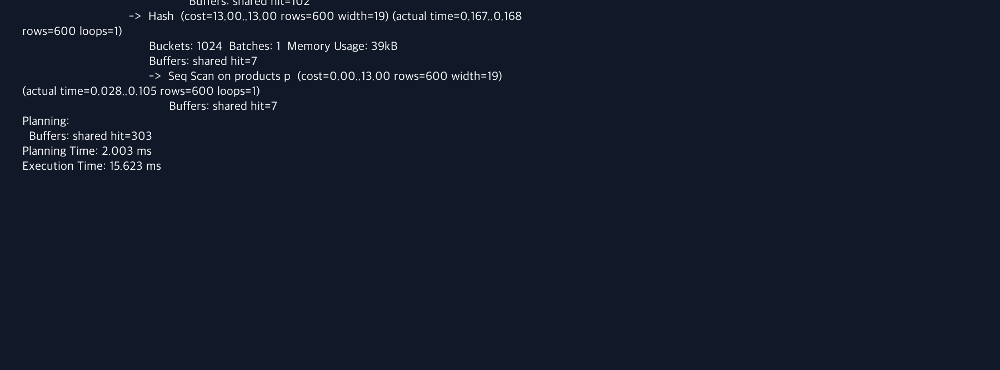 Buffers: shared hit=102
->  Hash  (cost=13.00..13.00 rows=600 width=19) (actual time=0.167..0.168
rows=600 loops=1)
Buckets: 1024  Batches: 1  Memory Usage: 39kB
Buffers: shared hit=7
->  Seq Scan on products p  (cost=0.00..13.00 rows=600 width=19)
(actual time=0.028..0.105 rows=600 loops=1)
Buffers: shared hit=7
Planning:
Buffers: shared hit=303
Planning Time: 2.003 ms
Execution Time: 15.623 ms